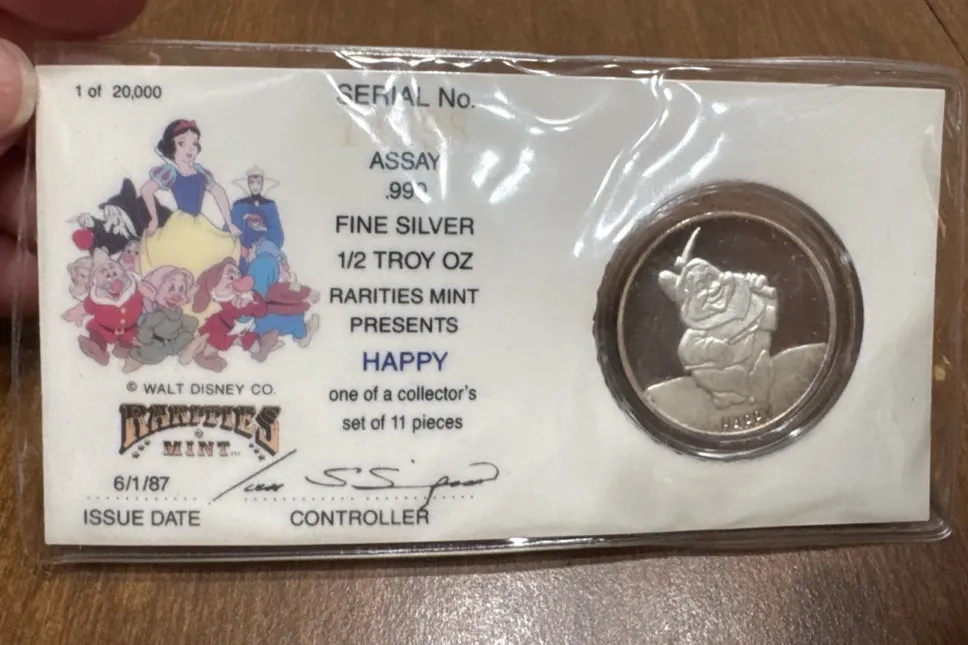 1 of 20,000
SERIAL No.
ASSAY
.999
FINE SILVER
1/2 TROY OZ
RARITIES MINT
PRESENTS
HAPPY
one of a collector's
set of 11 pieces
© WALT DISNEY CO.
RARITIES
MINT
6/1/87
ISSUE DATE
CONTROLLER
HAPPY